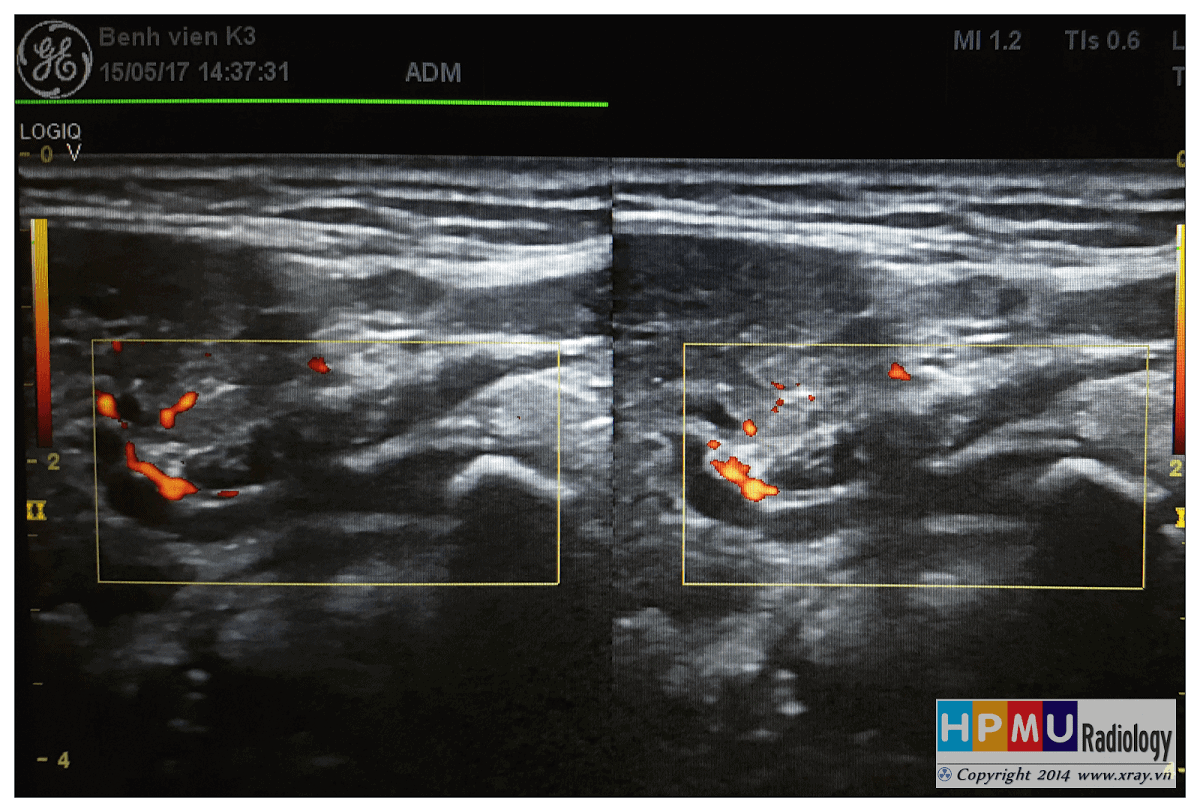 GE
Benh vien K3
15/05/17 14:37:31
ADM
MI 1.2
TIs 0.6
L
T
LOGIQ
V
0
0
2
2
4
HPMU Radiology
Copyright 2014 www.xray.vn